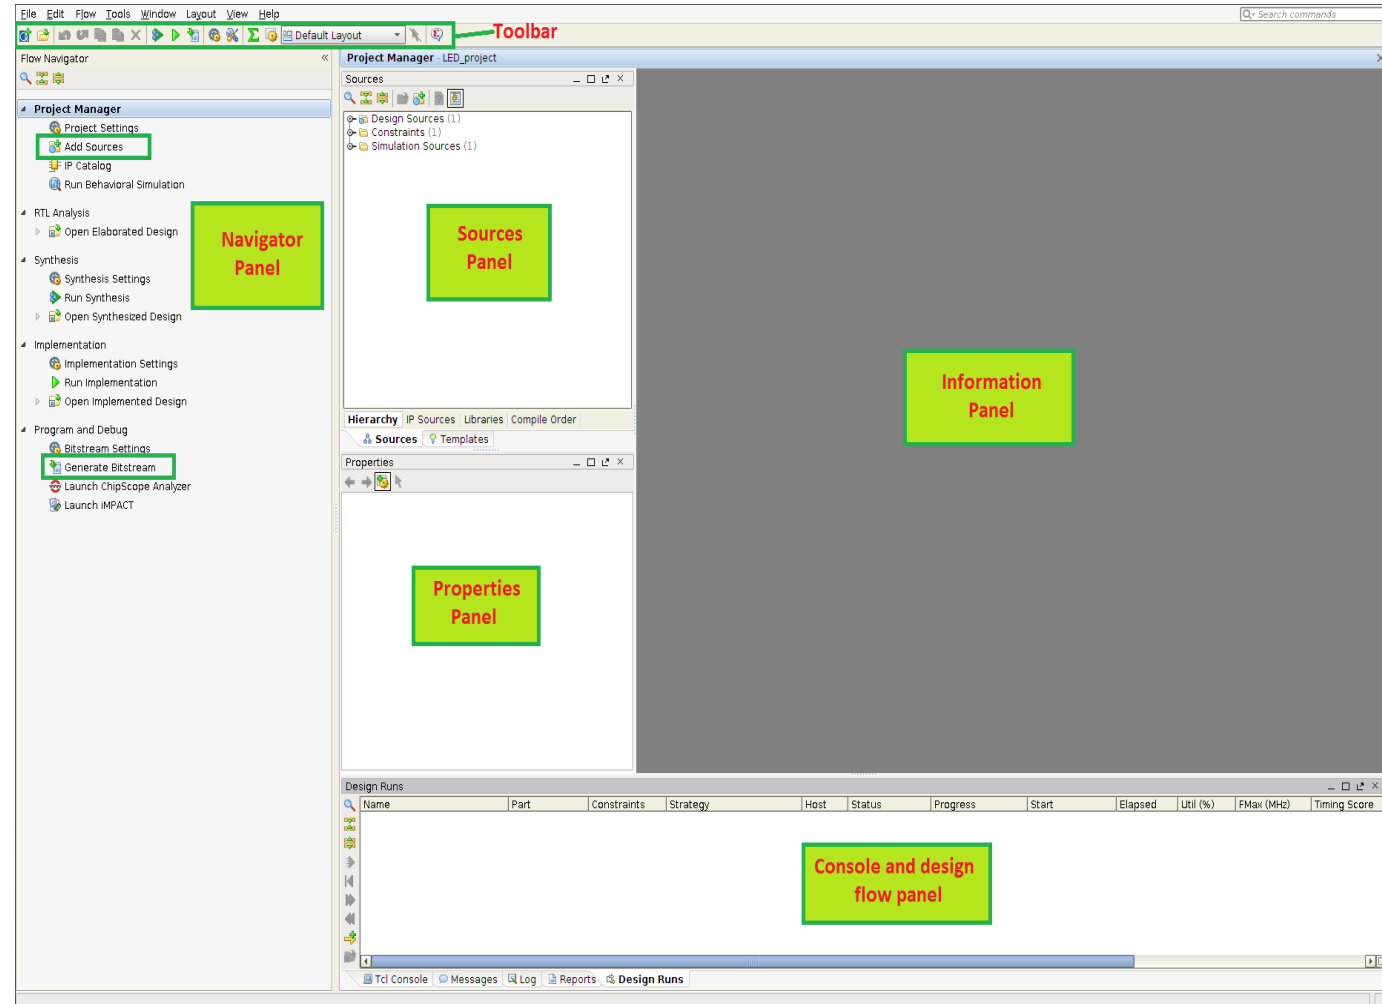 File Edit Flow Tools Window Layout View Help
Search commands
Default Layout
Toolbar
Flow Navigator
Project Manager - LED_project
Project Manager
Project Settings
Add Sources
IP Catalog
Run Behavioral Simulation
RTL Analysis
Open Elaborated Design
Synthesis
Synthesis Settings
Run Synthesis
Open Synthesized Design
Implementation
Implementation Settings
Run Implementation
Open Implemented Design
Program and Debug
Bitstream Settings
Generate Bitstream
Launch ChipScope Analyzer
Launch iMPACT
Navigator
Panel
Sources
Design Sources (1)
Constraints (1)
Simulation Sources (1)
Sources
Panel
Hierarchy IP Sources Libraries Compile Order
Sources Templates
Properties
Properties
Panel
Information
Panel
Design Runs
Name Part Constraints Strategy Host Status Progress Start Elapsed Util (%) FMax (MHz) Timing Score
Console and design
flow panel
Tcl Console Messages Log Reports Design Runs